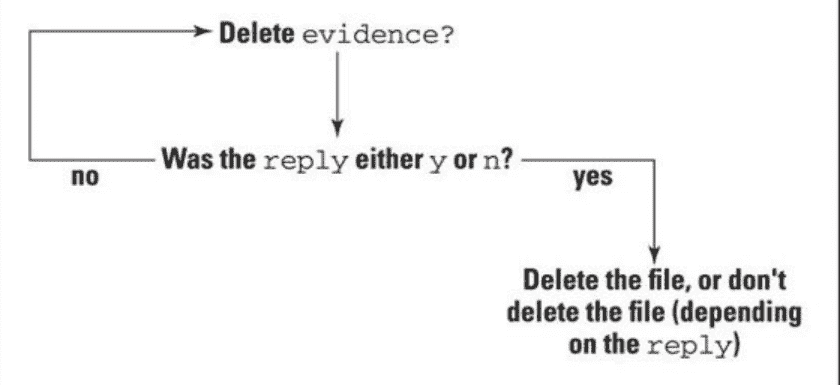 Delete evidence?
Was the reply either y or n?
no
yes
Delete the file, or don't
delete the file (depending
on the reply)